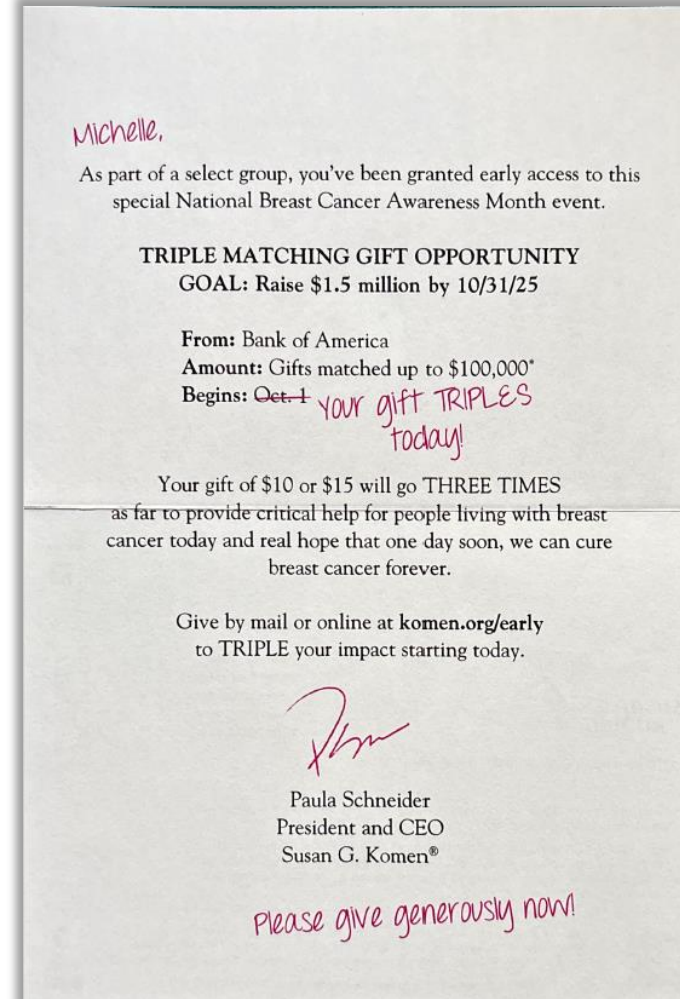 Michelle,
As part of a select group, you've been granted early access to this
special National Breast Cancer Awareness Month event.
TRIPLE MATCHING GIFT OPPORTUNITY
GOAL: Raise $1.5 million by 10/31/25
From: Bank of America
Amount: Gifts matched up to $100,000*
Begins: Oct. 1 Your gift TRIPLES
today!
Your gift of $10 or $15 will go THREE TIMES
as far to provide critical help for people living with breast
cancer today and real hope that one day soon, we can cure
breast cancer forever.
Give by mail or online at komen.org/early
to TRIPLE your impact starting today.
Paula Schneider
President and CEO
Susan G. Komen®
Please give generously now!